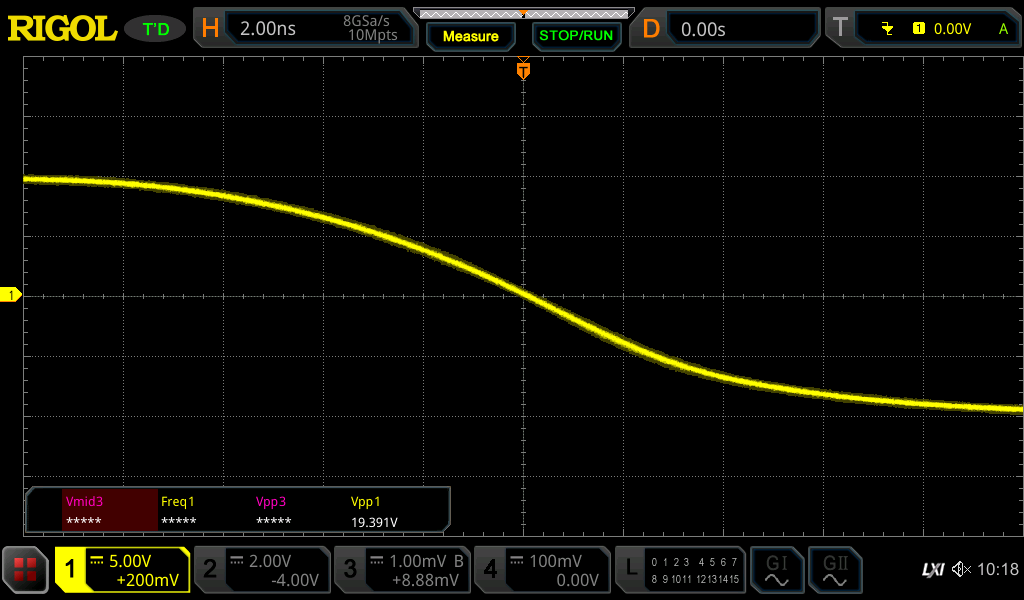 RIGOL T'D H 2.00ns 8GSa/s 10Mpts Measure STOP/RUN D 0.00s T 1 0.00V A
T
1
Vmid3 Freq1 Vpp3 Vpp1
***** ***** ***** 19.391V
1 5.00V +200mV 2 2.00V -4.00V 3 1.00mV B +8.88mV 4 100mV 0.00V L 0 1 2 3 4 5 6 7 8 9 10 11 12 13 14 15 GI GII LXI 10:18